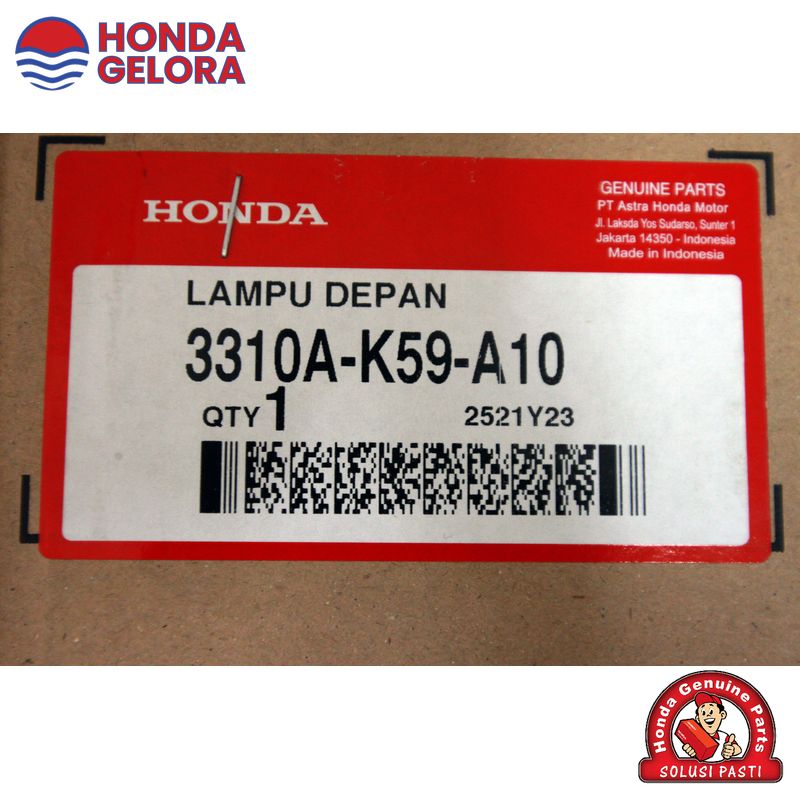 HONDA
GELORA
HONDA
GENUINE PARTS
PT Astra Honda Motor
Jl. Laksda Yos Sudarso, Sunter 1
Jakarta 14350 - Indonesia
Made in Indonesia
LAMPU DEPAN
3310A-K59-A10
QTY 1 2521Y23
Honda Genuine Parts
SOLUSI PASTI